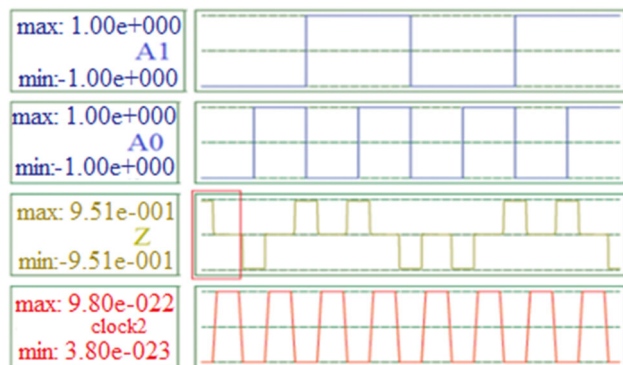 max: 1.00e+000
A1
min:-1.00e+000
max: 1.00e+000
A0
min:-1.00e+000
max: 9.51e-001
Z
min:-9.51e-001
max: 9.80e-022
clock2
min: 3.80e-023